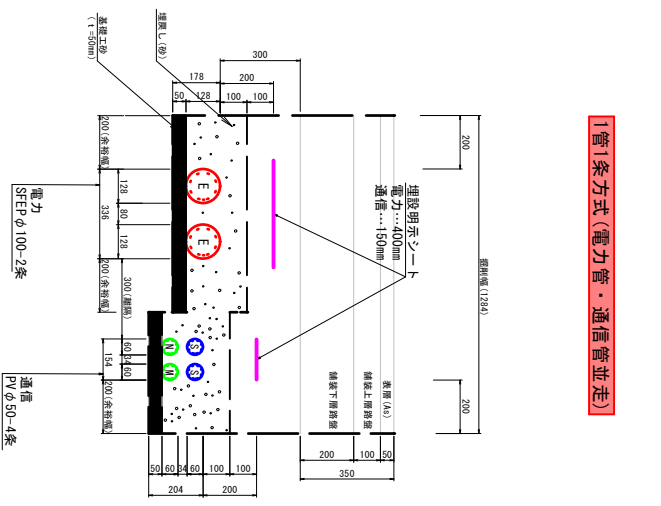 1管1条方式(電力管・通信管並走)
掘削幅(1284)
200
200
表層(As)
舗装上層路盤
舗装下層路盤
50
100
200
350
埋設明示シート
電力…400mm
通信…150mm
300
200
178
100
100
128
50
埋戻し(砂)
基礎工砂
(t=50mm)
E
E
S
S
N
M
200(余裕幅)
128
80
128
336
200(余裕幅)
300(離隔)
60
34
60
154
200(余裕幅)
50
60
34
60
100
100
204
200
電力
SFEPφ100-2条
通信
PVφ50-4条